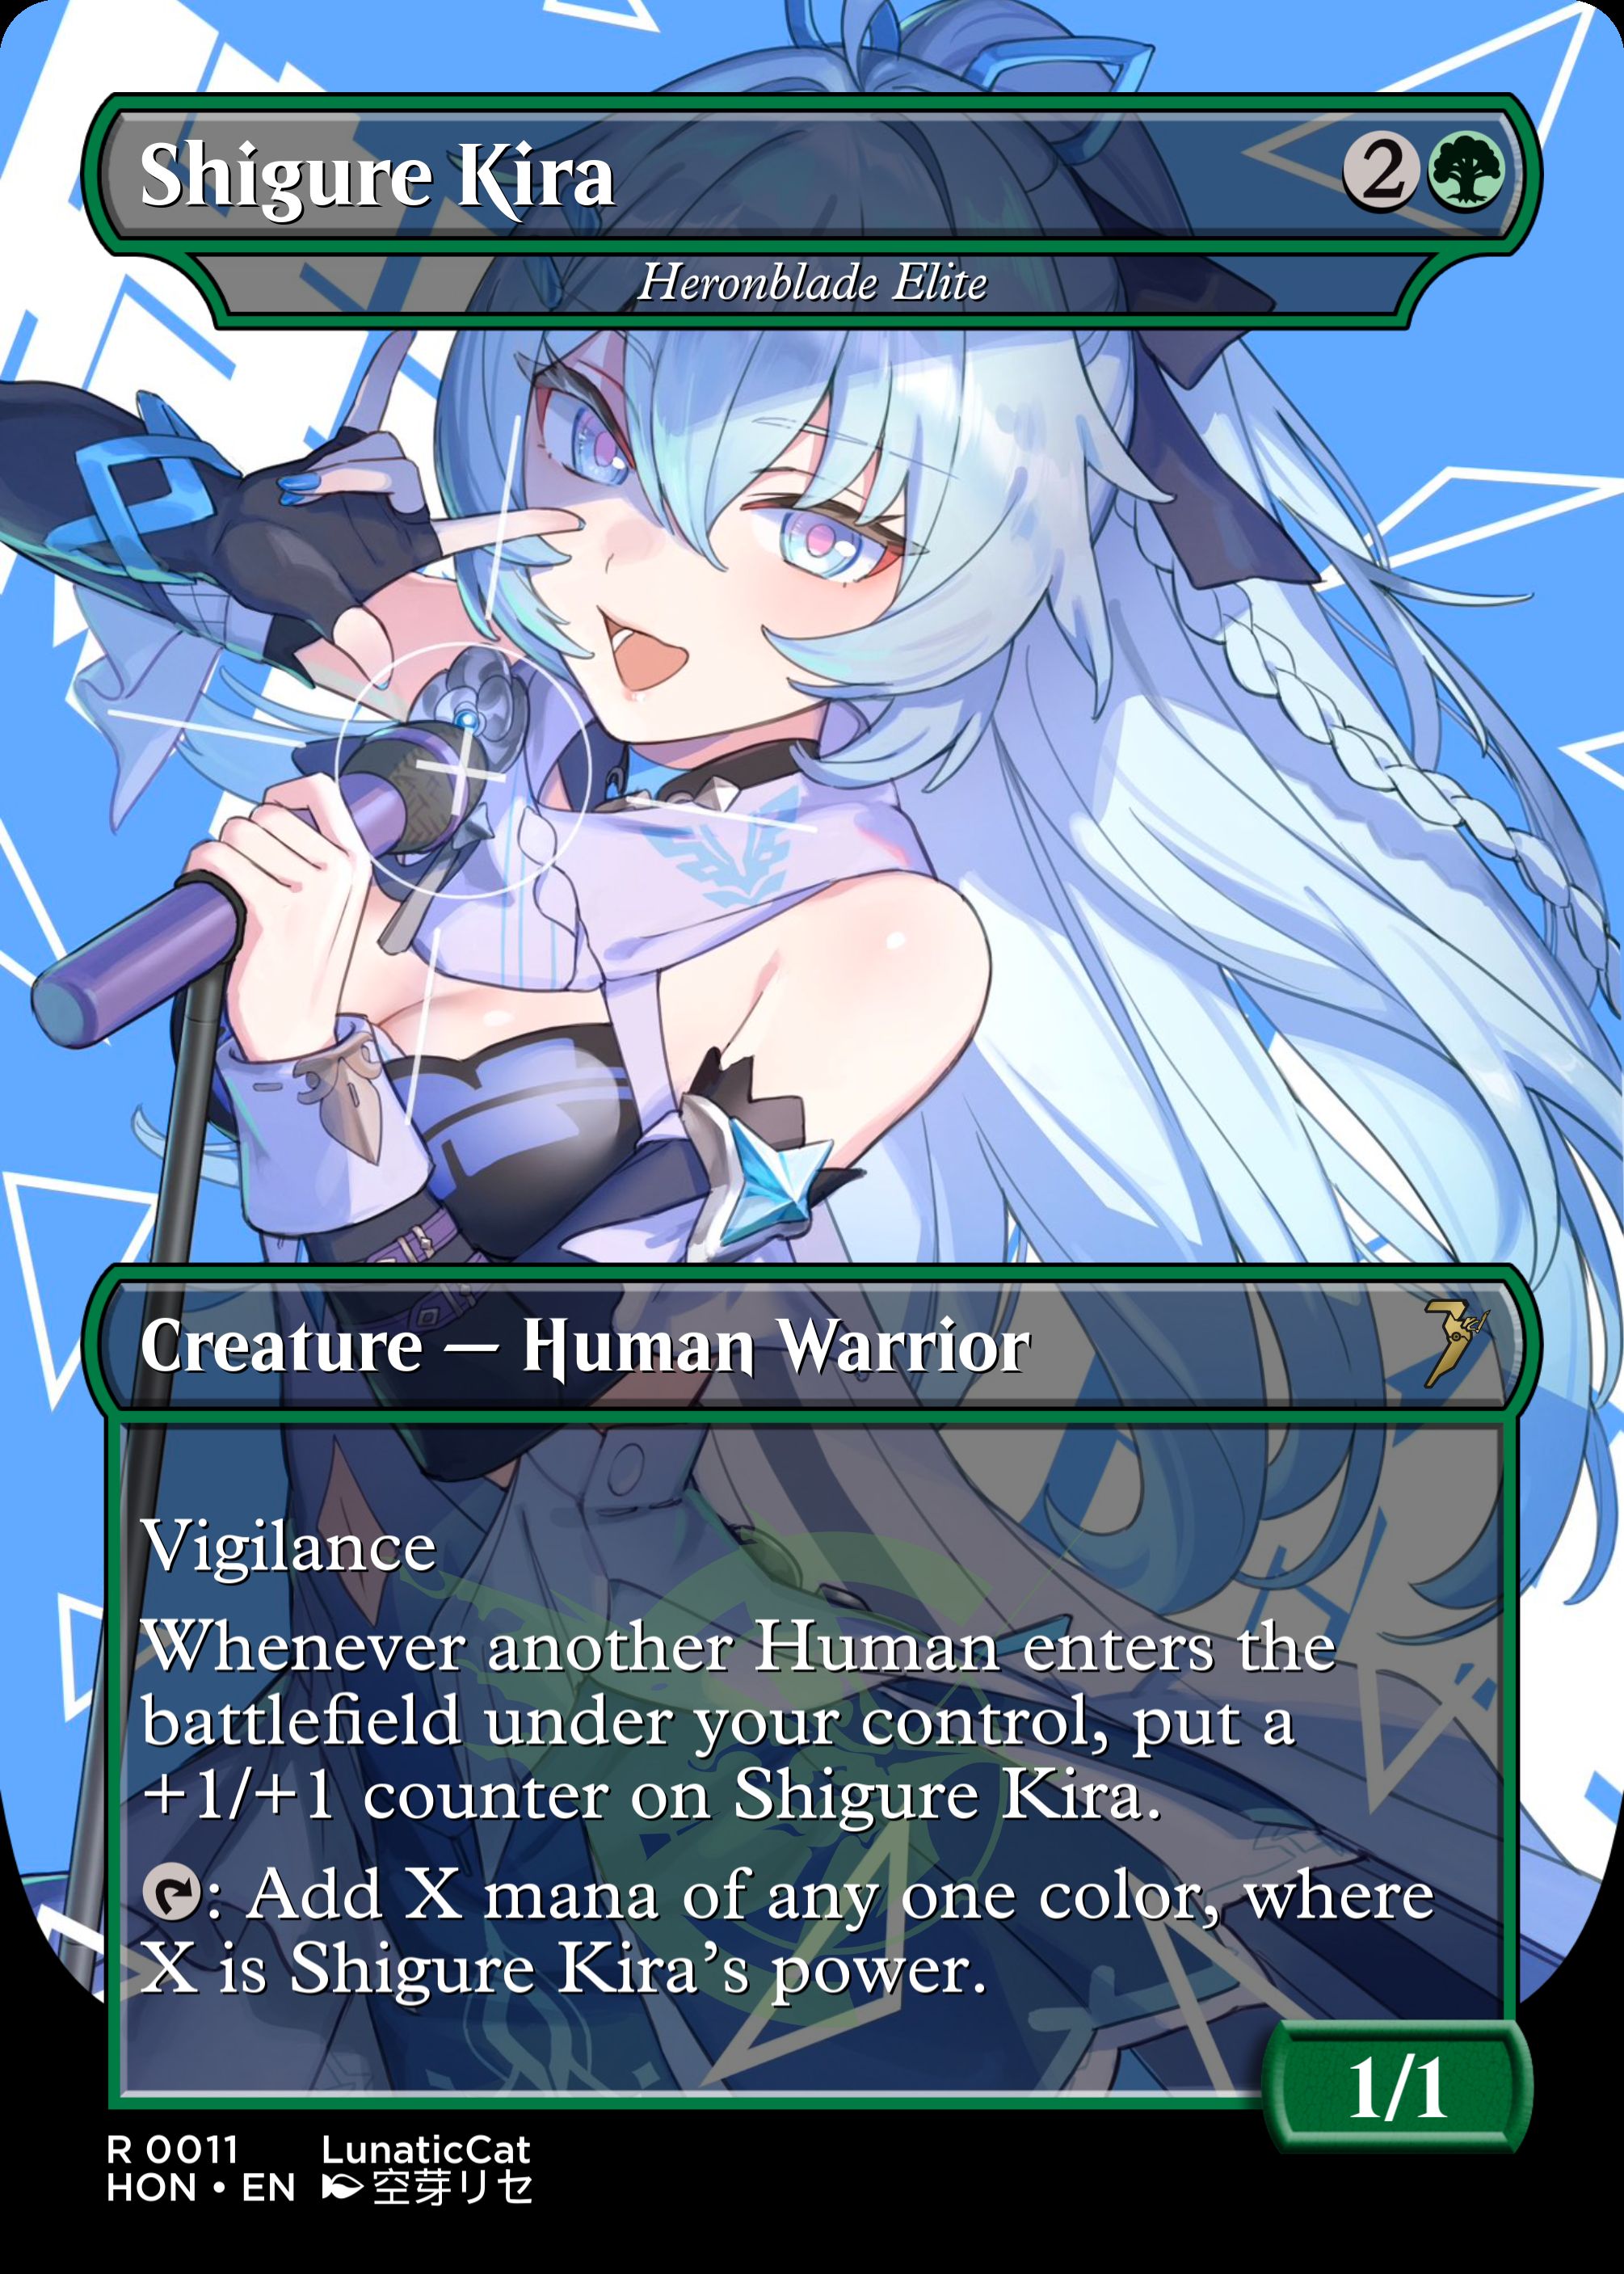 Shigure Kira 2
Heronblade Elite
Creature — Human Warrior
Vigilance
Whenever another Human enters the
battlefield under your control, put a
+1/+1 counter on Shigure Kira.
: Add X mana of any one color, where
X is Shigure Kira’s power.
1/1
R 0011 LunaticCat
HON • EN 空芽リセ